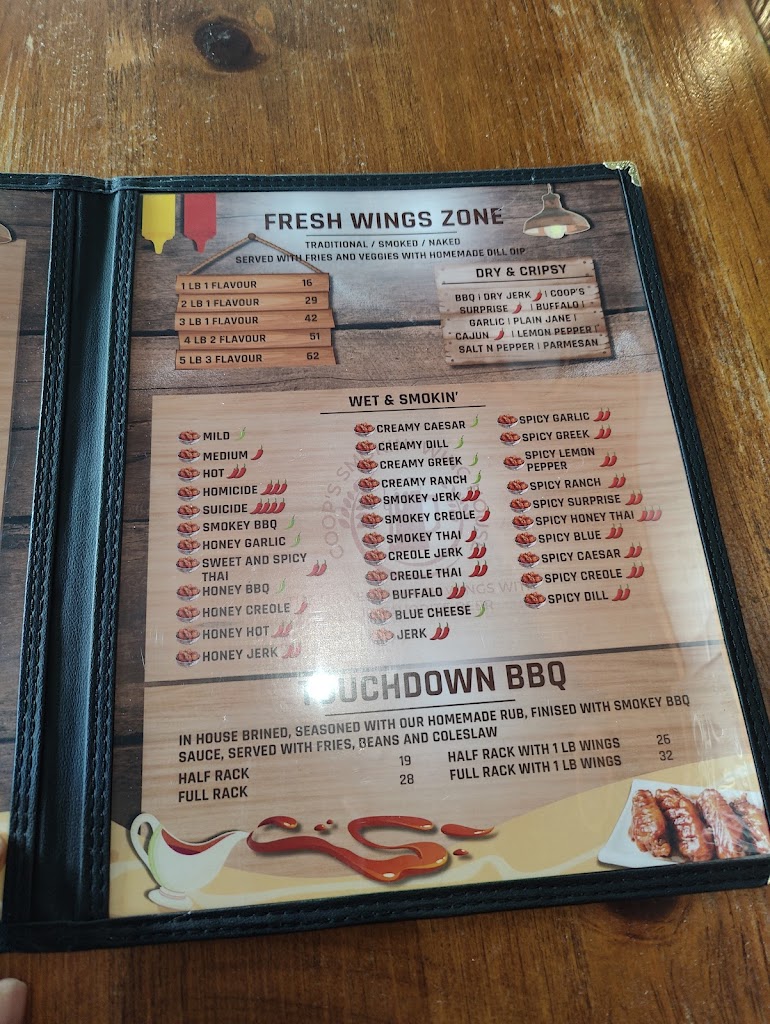 FRESH WINGS ZONE
TRADITIONAL / SMOKED / NAKED
SERVED WITH FRIES AND VEGGIES WITH HOMEMADE DILL DIP
1 LB 1 FLAVOUR 16
2 LB 1 FLAVOUR 29
3 LB 1 FLAVOUR 42
4 LB 2 FLAVOUR 51
5 LB 3 FLAVOUR 62
DRY & CRIPSY
BBQ | DRY JERK | COOP'S
SURPRISE | BUFFALO |
GARLIC | PLAIN JANE |
CAJUN | LEMON PEPPER |
SALT N PEPPER | PARMESAN
WET & SMOKIN'
MILD
MEDIUM
HOT
HOMICIDE
SUICIDE
SMOKEY BBQ
HONEY GARLIC
SWEET AND SPICY
THAI
HONEY BBQ
HONEY CREOLE
HONEY HOT
HONEY JERK
CREAMY CAESAR
CREAMY DILL
CREAMY GREEK
CREAMY RANCH
SMOKEY JERK
SMOKEY CREOLE
SMOKEY THAI
CREOLE JERK
CREOLE THAI
BUFFALO
BLUE CHEESE
JERK
SPICY GARLIC
SPICY GREEK
SPICY LEMON
PEPPER
SPICY RANCH
SPICY SURPRISE
SPICY HONEY THAI
SPICY BLUE
SPICY CAESAR
SPICY CREOLE
SPICY DILL
TOUCHDOWN BBQ
IN HOUSE BRINED, SEASONED WITH OUR HOMEMADE RUB, FINISED WITH SMOKEY BBQ
SAUCE, SERVED WITH FRIES, BEANS AND COLESLAW
HALF RACK 19
FULL RACK 28
HALF RACK WITH 1 LB WINGS 26
FULL RACK WITH 1 LB WINGS 32